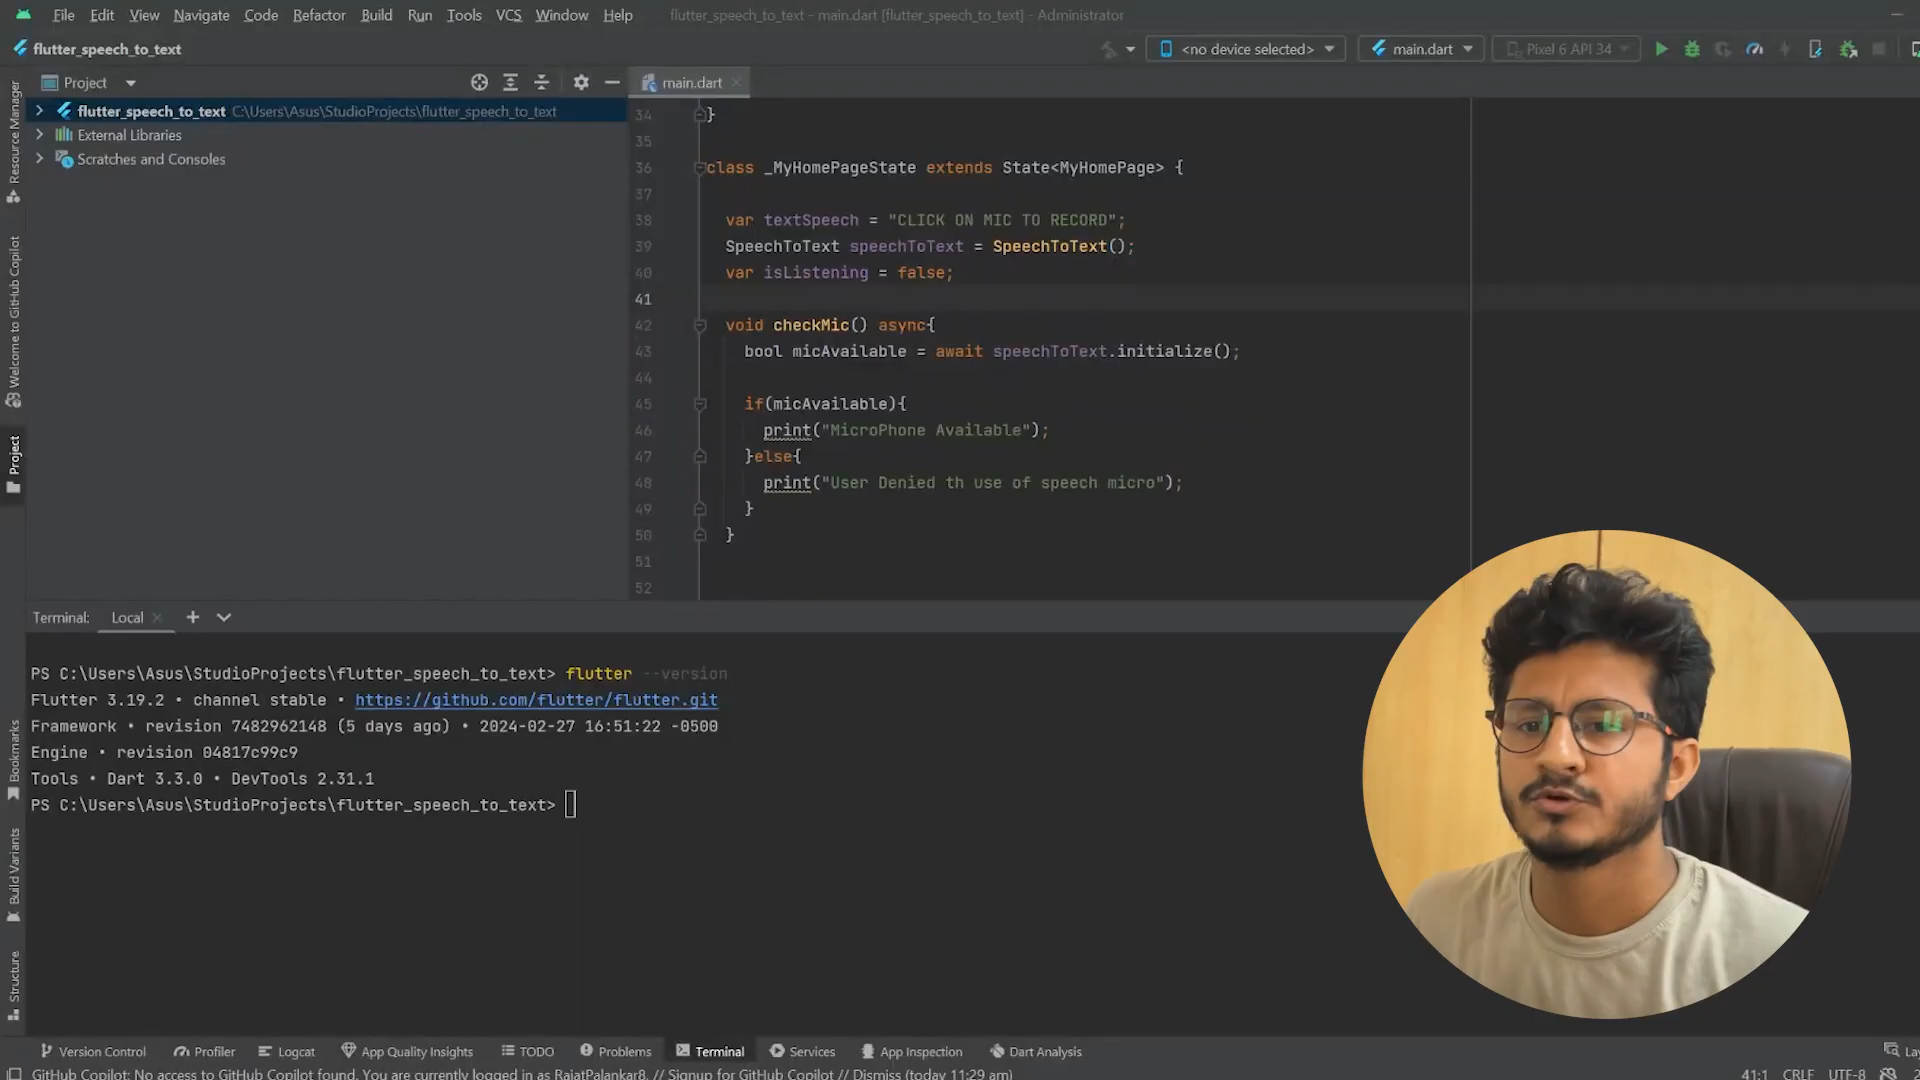 File Edit View Navigate Code Refactor Build Run Tools VCS Window Help flutter_speech_to_text – main.dart [flutter_speech_to_text] - Administrator
flutter_speech_to_text <no device selected> main.dart Pixel 6 API 34
Project main.dart
flutter_speech_to_text C:\Users\Asus\StudioProjects\flutter_speech_to_text
External Libraries
Scratches and Consoles
Resource Manager
Welcome to GitHub Copilot
Project
Bookmarks
Build Variants
Structure
34 }
35
36 class _MyHomePageState extends State<MyHomePage> {
37
38 var textSpeech = "CLICK ON MIC TO RECORD";
39 SpeechToText speechToText = SpeechToText();
40 var isListening = false;
41
42 void checkMic() async{
43 bool micAvailable = await speechToText.initialize();
44
45 if(micAvailable){
46 print("MicroPhone Available");
47 }else{
48 print("User Denied th use of speech micro");
49 }
50 }
51
52
Terminal: Local
PS C:\Users\Asus\StudioProjects\flutter_speech_to_text> flutter --version
Flutter 3.19.2 • channel stable • https://github.com/flutter/flutter.git
Framework • revision 7482962148 (5 days ago) • 2024-02-27 16:51:22 -0500
Engine • revision 04817c99c9
Tools • Dart 3.3.0 • DevTools 2.31.1
PS C:\Users\Asus\StudioProjects\flutter_speech_to_text>
Version Control Profiler Logcat App Quality Insights TODO Problems Terminal Services App Inspection Dart Analysis
GitHub Copilot: No access to GitHub Copilot found. You are currently logged in as RajatPalankar8. // Signup for GitHub Copilot // Dismiss (today 11:29 am) 41:1 CRLF UTF-8